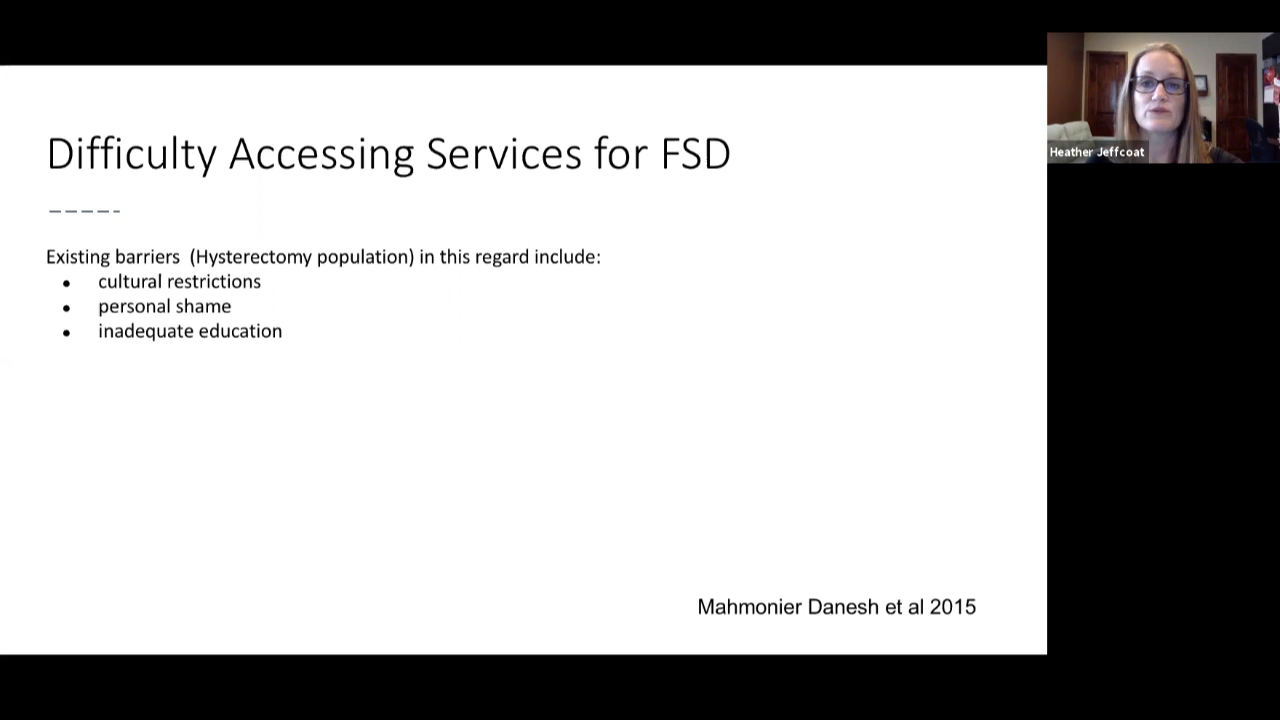 Difficulty Accessing Services for FSD
Existing barriers  (Hysterectomy population) in this regard include:
• cultural restrictions
• personal shame
• inadequate education
Mahmonier Danesh et al 2015
Heather Jeffcoat